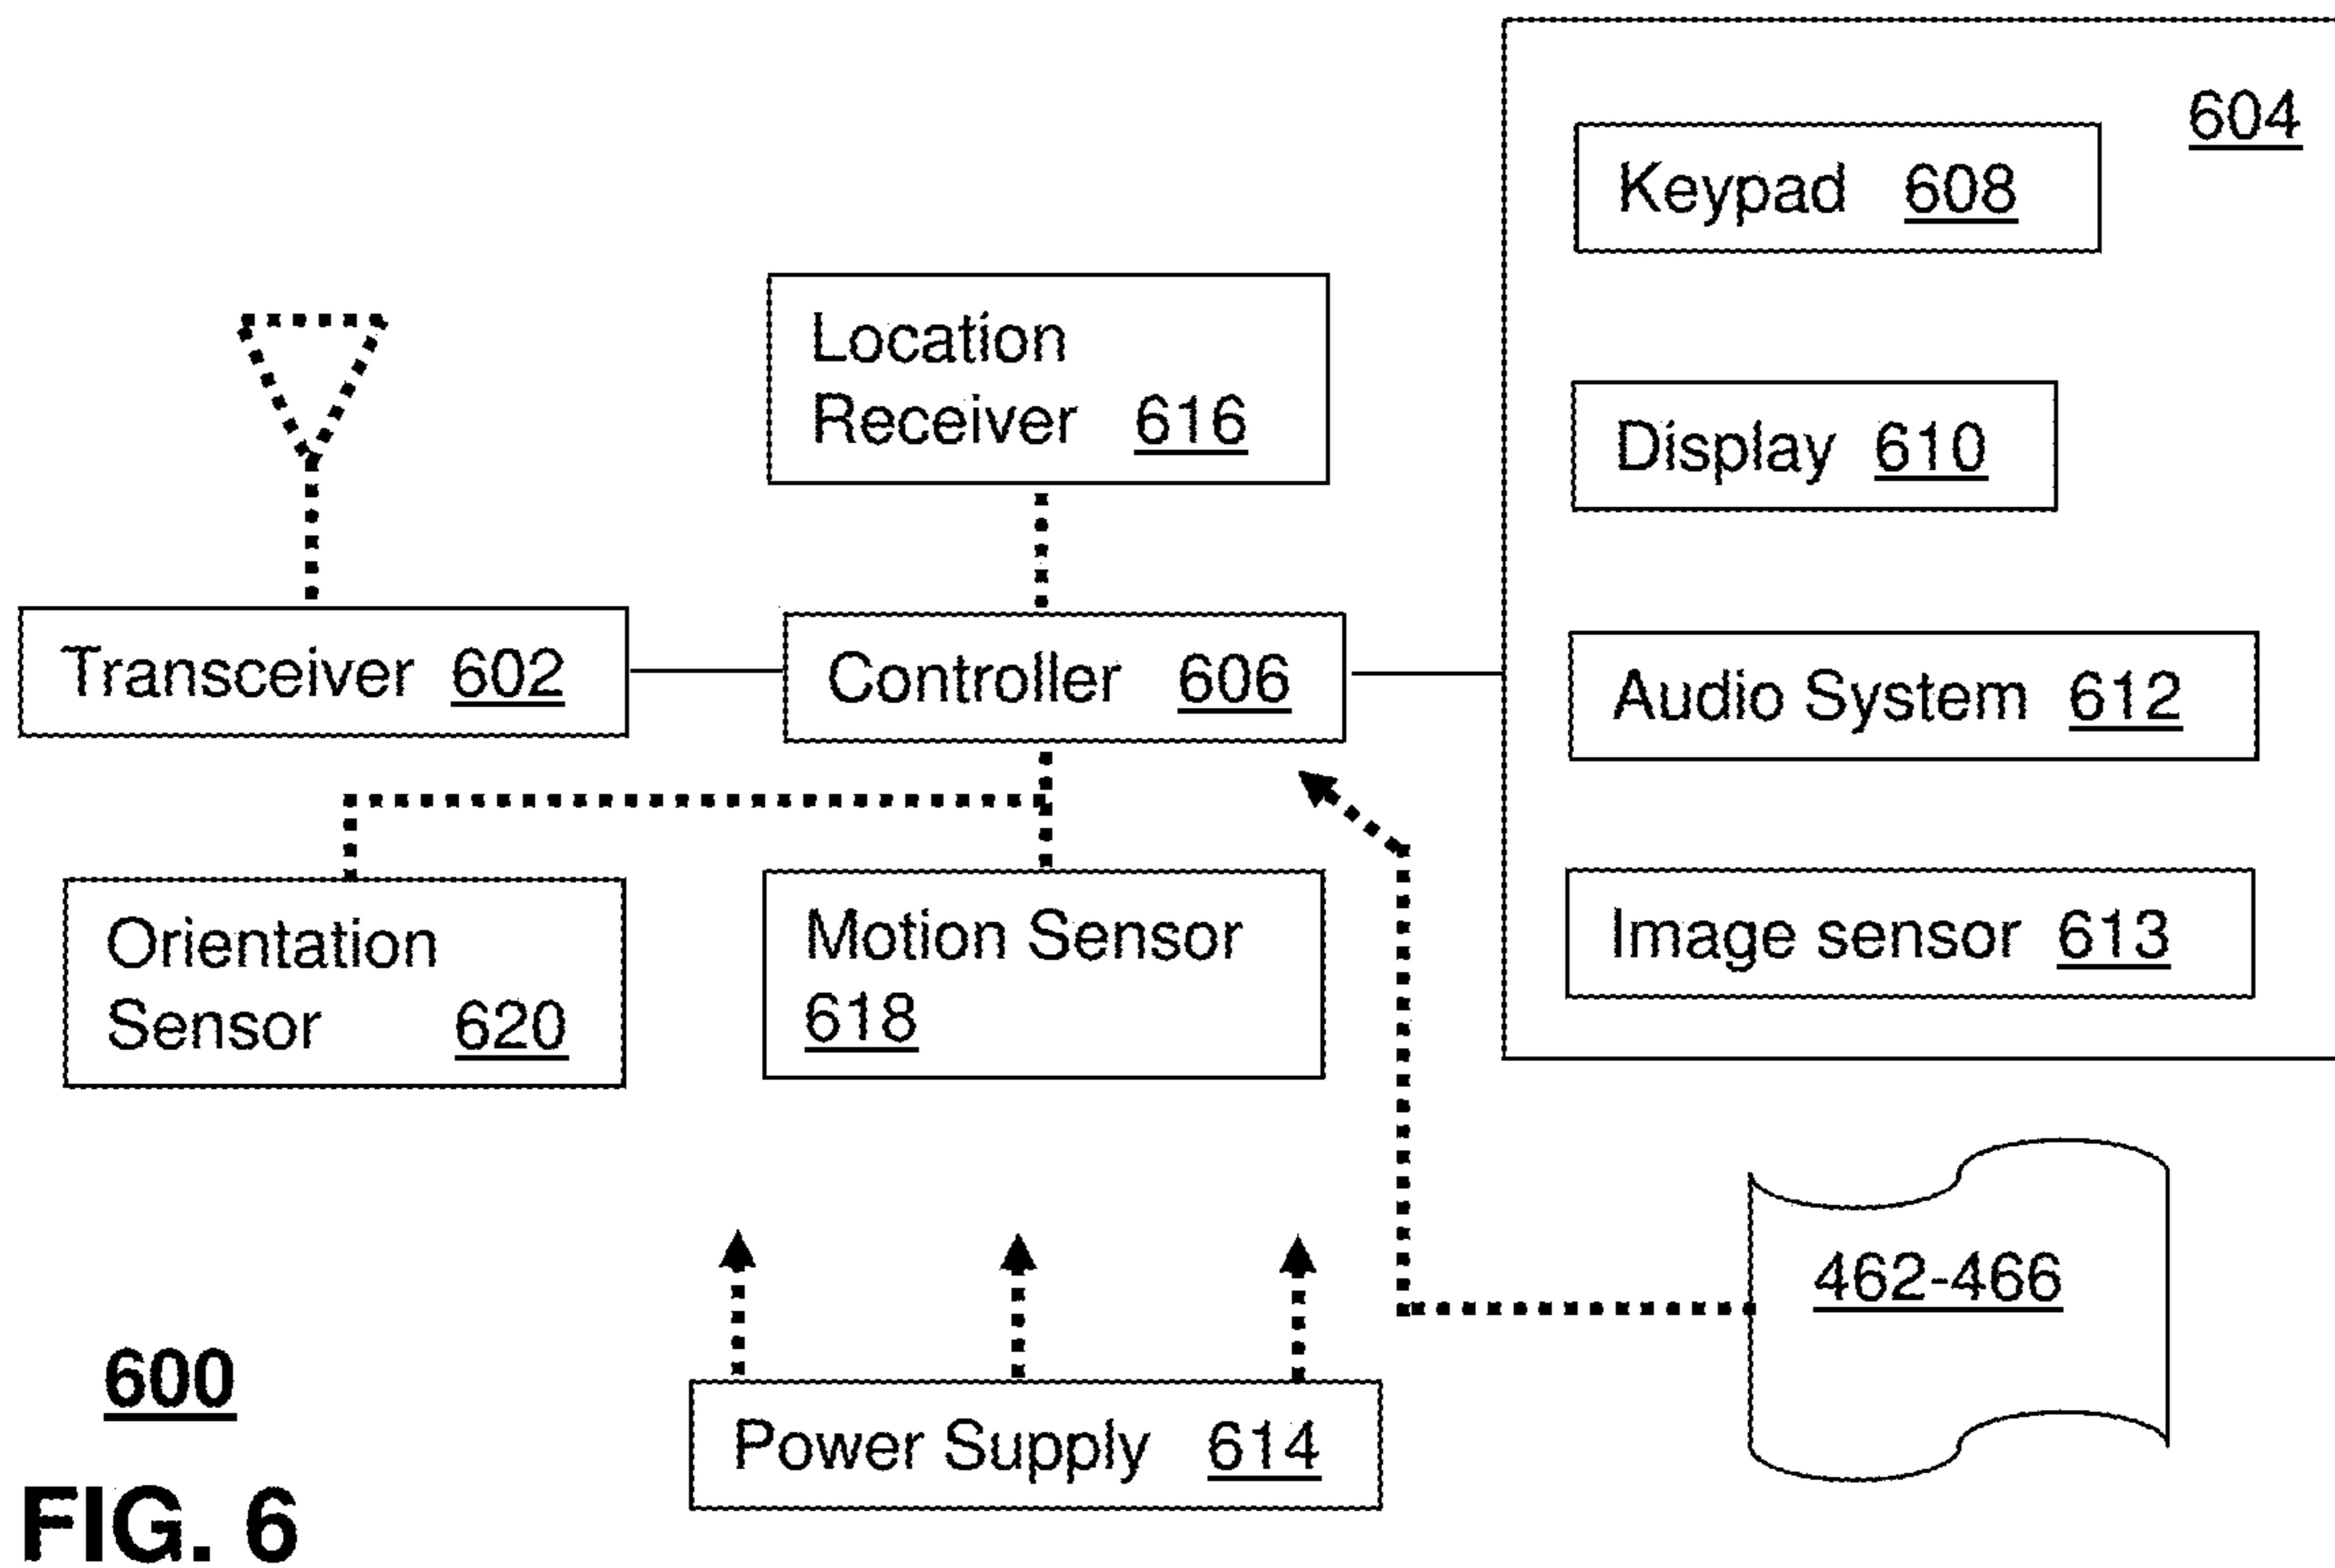 604
Keypad 608
Location
Receiver 616
Display 610
Transceiver 602
Controller 606
Audio System 612
Orientation
Sensor 620
Motion Sensor
618
Image sensor 613
462-466
600
Power Supply 614
FIG. 6